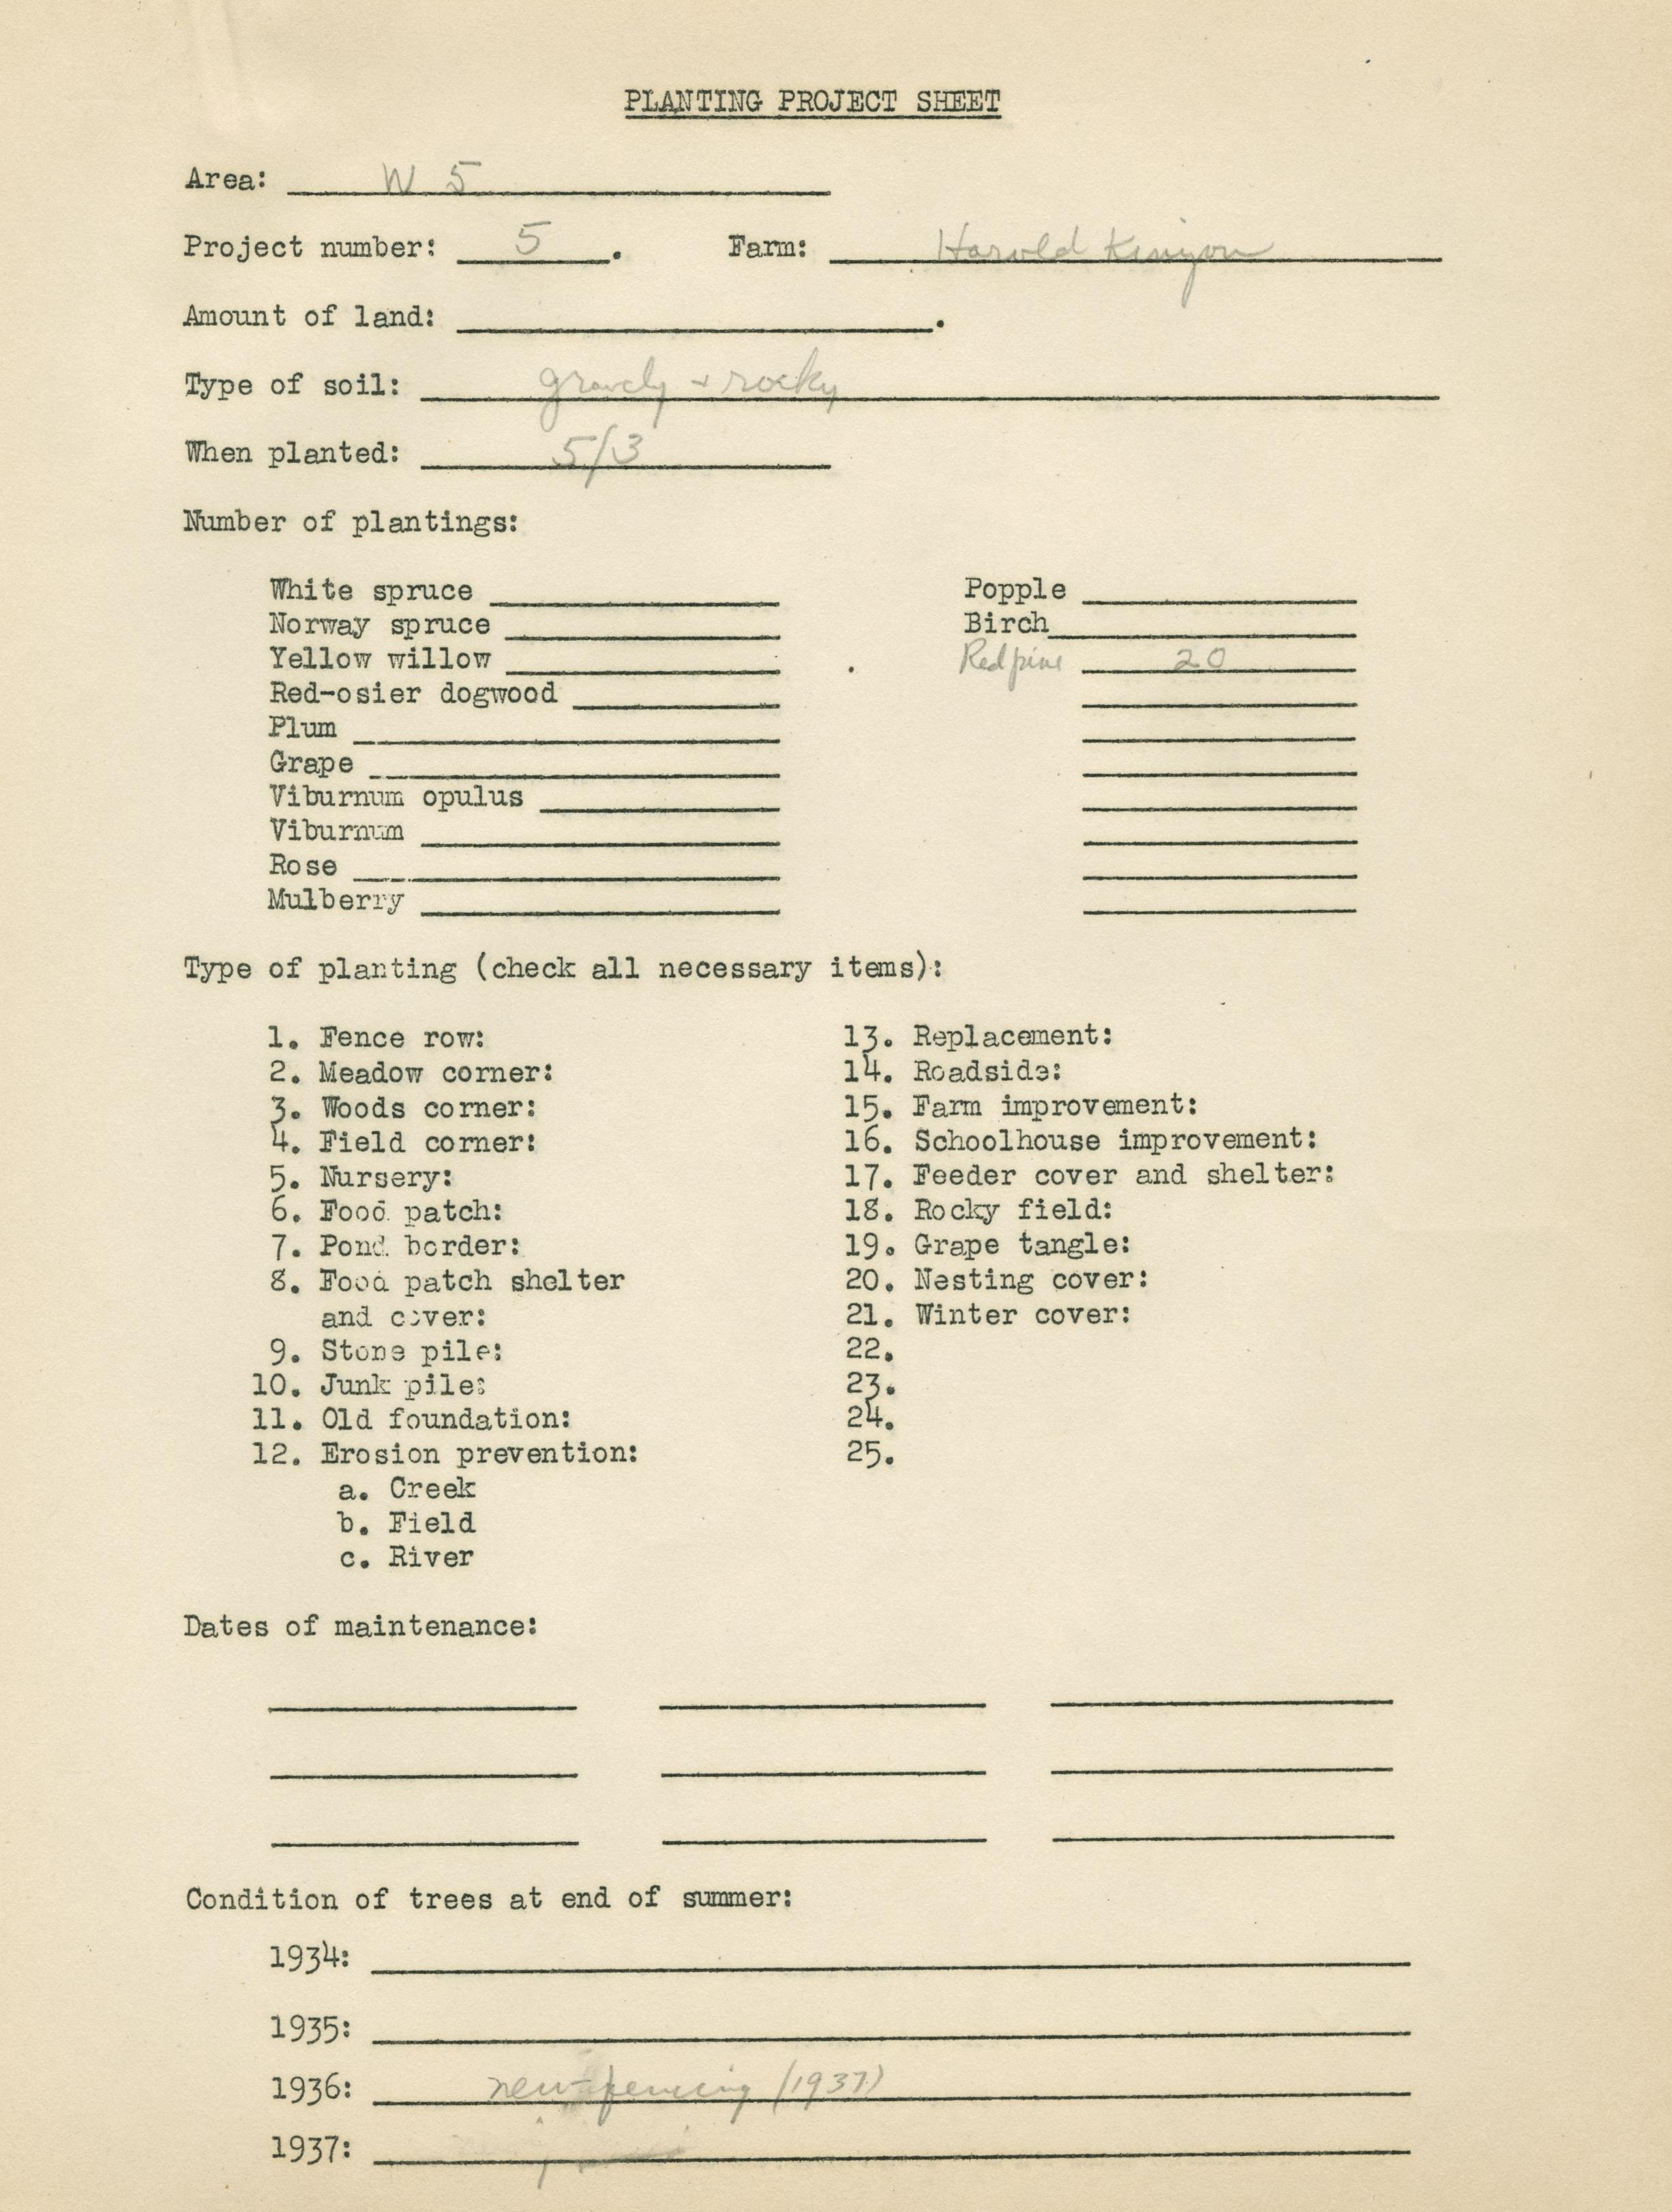 PLANTING PROJECT SHEET
Area: W 5
Project number: 5. Farm: Harold Kinyon
Amount of land: .
Type of soil: gravely + rocky
When planted: 5/3
Number of plantings:
White spruce Popple
Norway spruce Birch
Yellow willow Red pine 20
Red-osier dogwood
Plum
Grape
Viburnum opulus
Viburnum
Rose
Mulberry
Type of planting (check all necessary items):
1. Fence row: 13. Replacement:
2. Meadow corner: 14. Roadside:
3. Woods corner: 15. Farm improvement:
4. Field corner: 16. Schoolhouse improvement:
5. Nursery: 17. Feeder cover and shelter:
6. Food patch: 18. Rocky field:
7. Pond border: 19. Grape tangle:
8. Food patch shelter 20. Nesting cover:
and cover: 21. Winter cover:
9. Stone pile: 22.
10. Junk pile: 23.
11. Old foundation: 24.
12. Erosion prevention: 25.
a. Creek
b. Field
c. River
Dates of maintenance:
Condition of trees at end of summer:
1934:
1935:
1936: new fencing (1937)
1937: